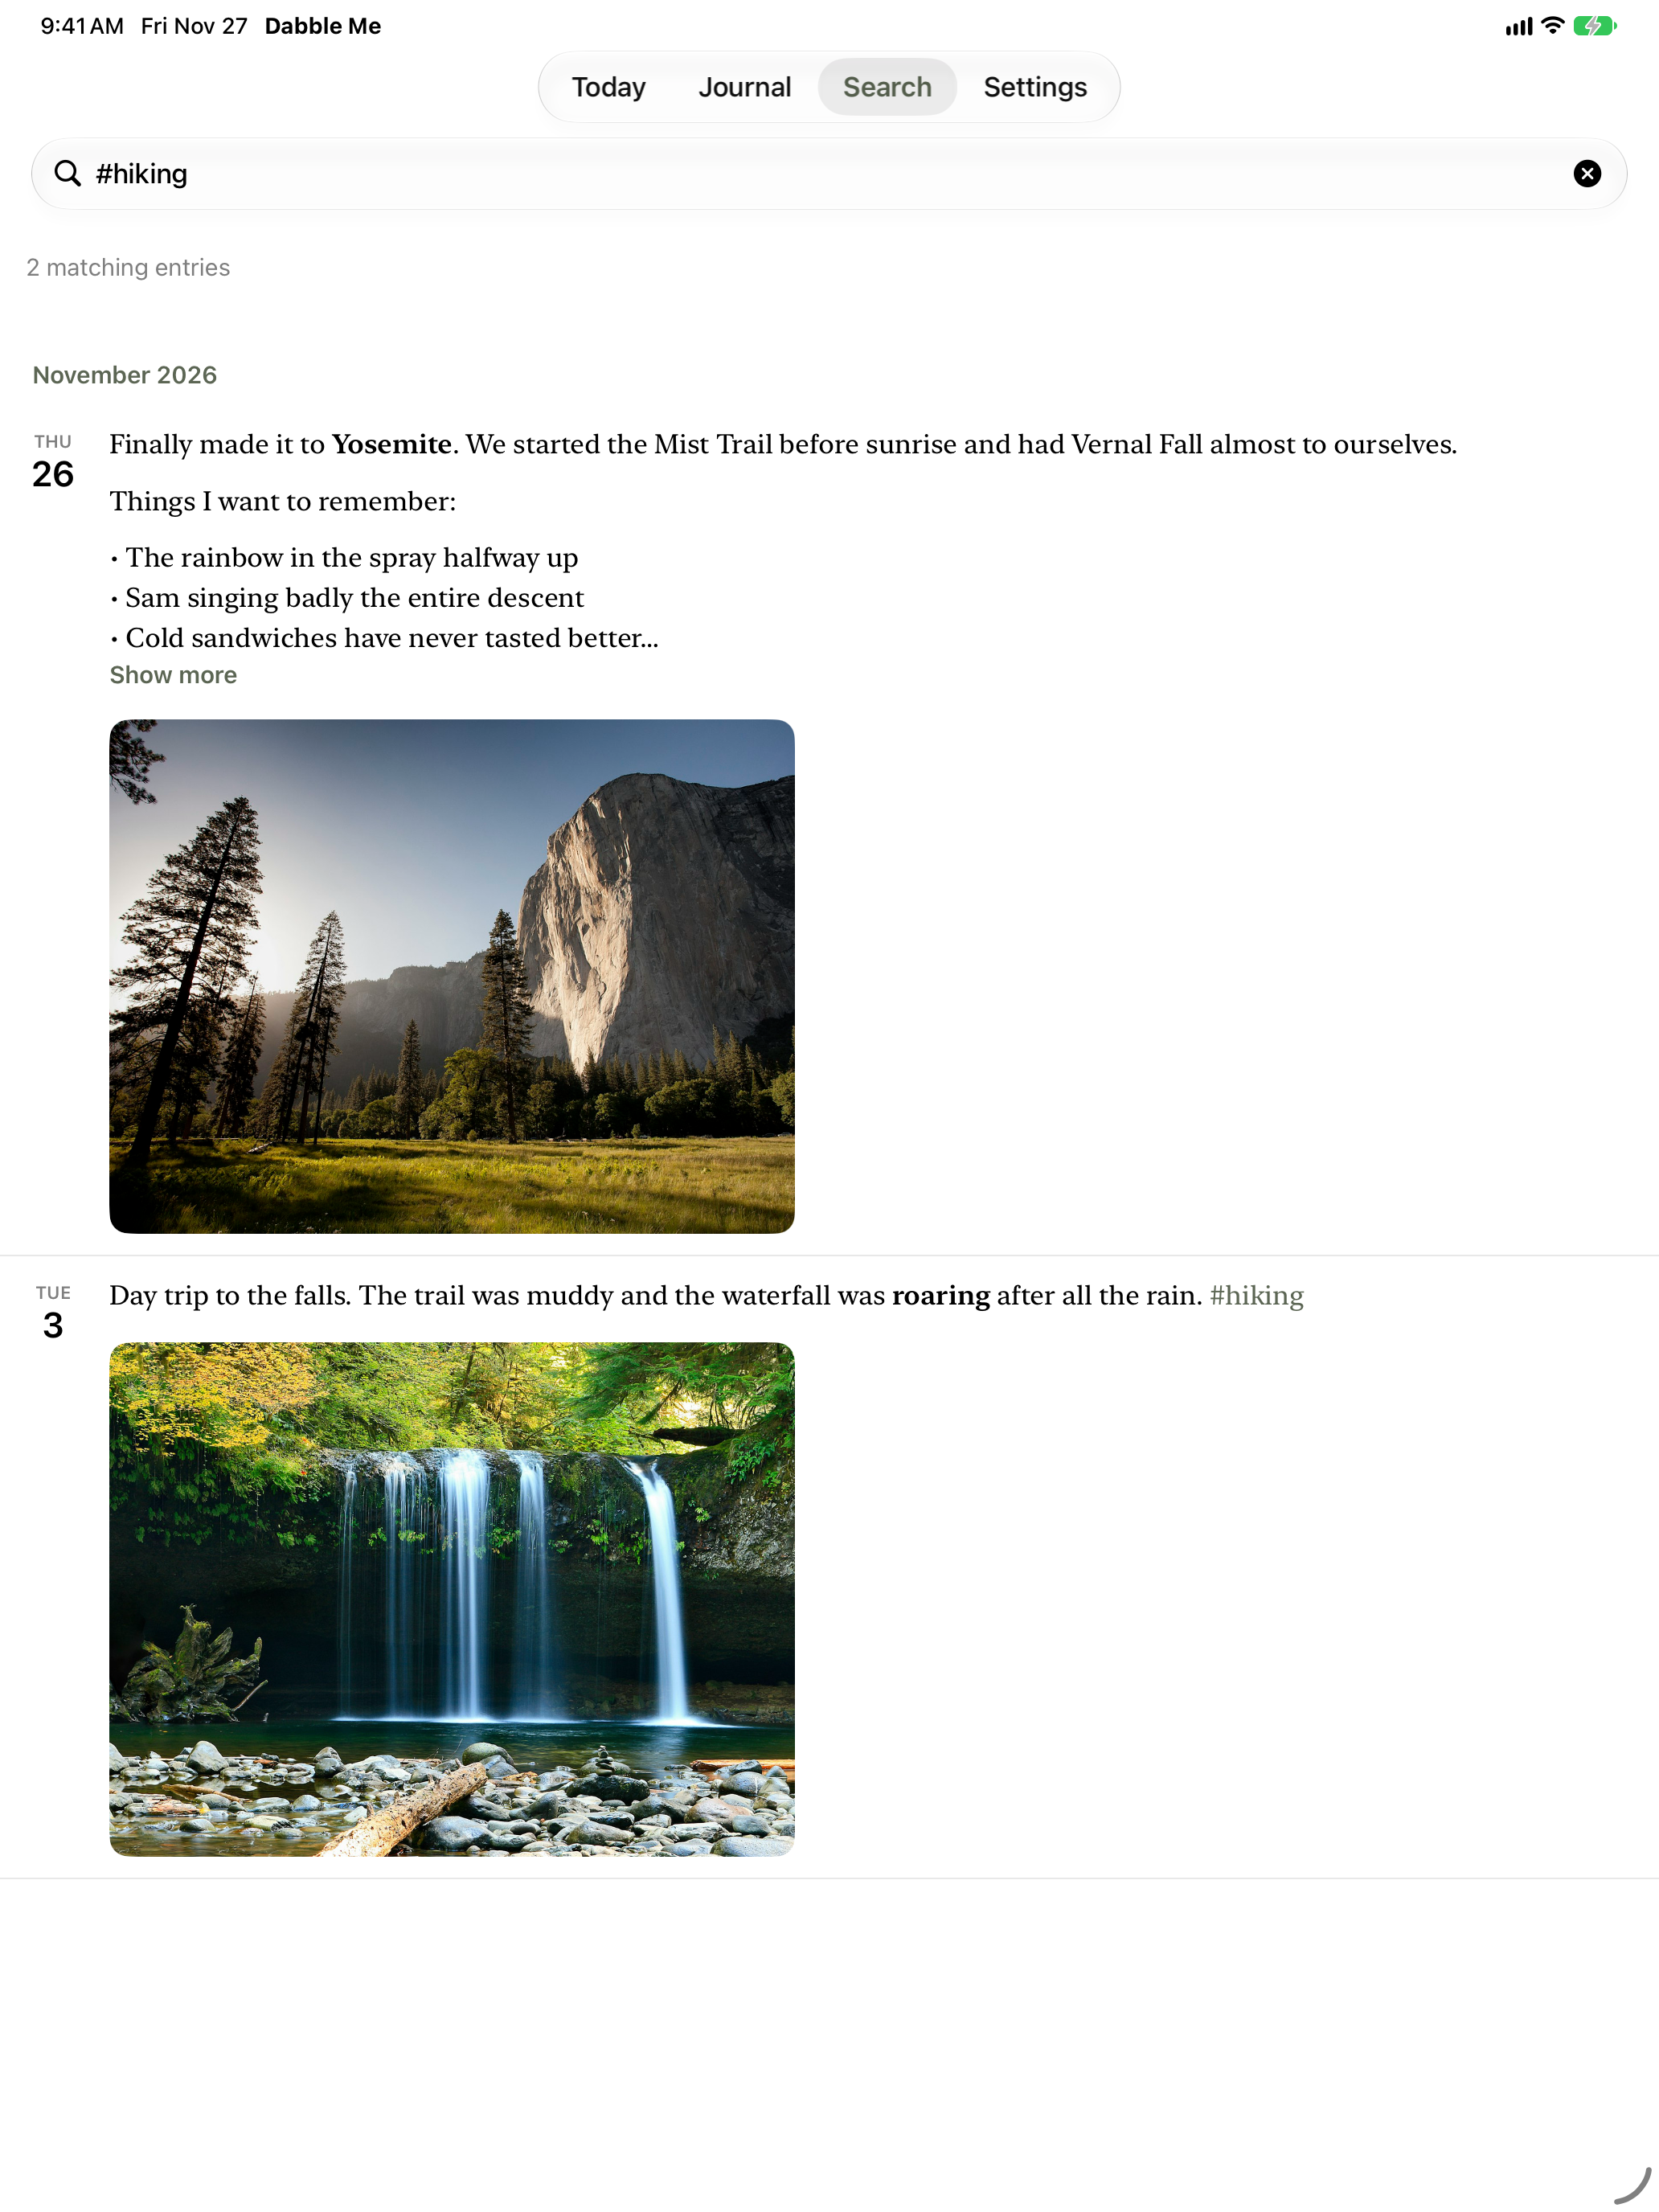 9:41 AM Fri Nov 27 Dabble Me
Today Journal Search Settings
#hiking
2 matching entries
November 2026
THU
26
Finally made it to Yosemite. We started the Mist Trail before sunrise and had Vernal Fall almost to ourselves.
Things I want to remember:
• The rainbow in the spray halfway up
• Sam singing badly the entire descent
• Cold sandwiches have never tasted better...
Show more
TUE
3
Day trip to the falls. The trail was muddy and the waterfall was roaring after all the rain. #hiking